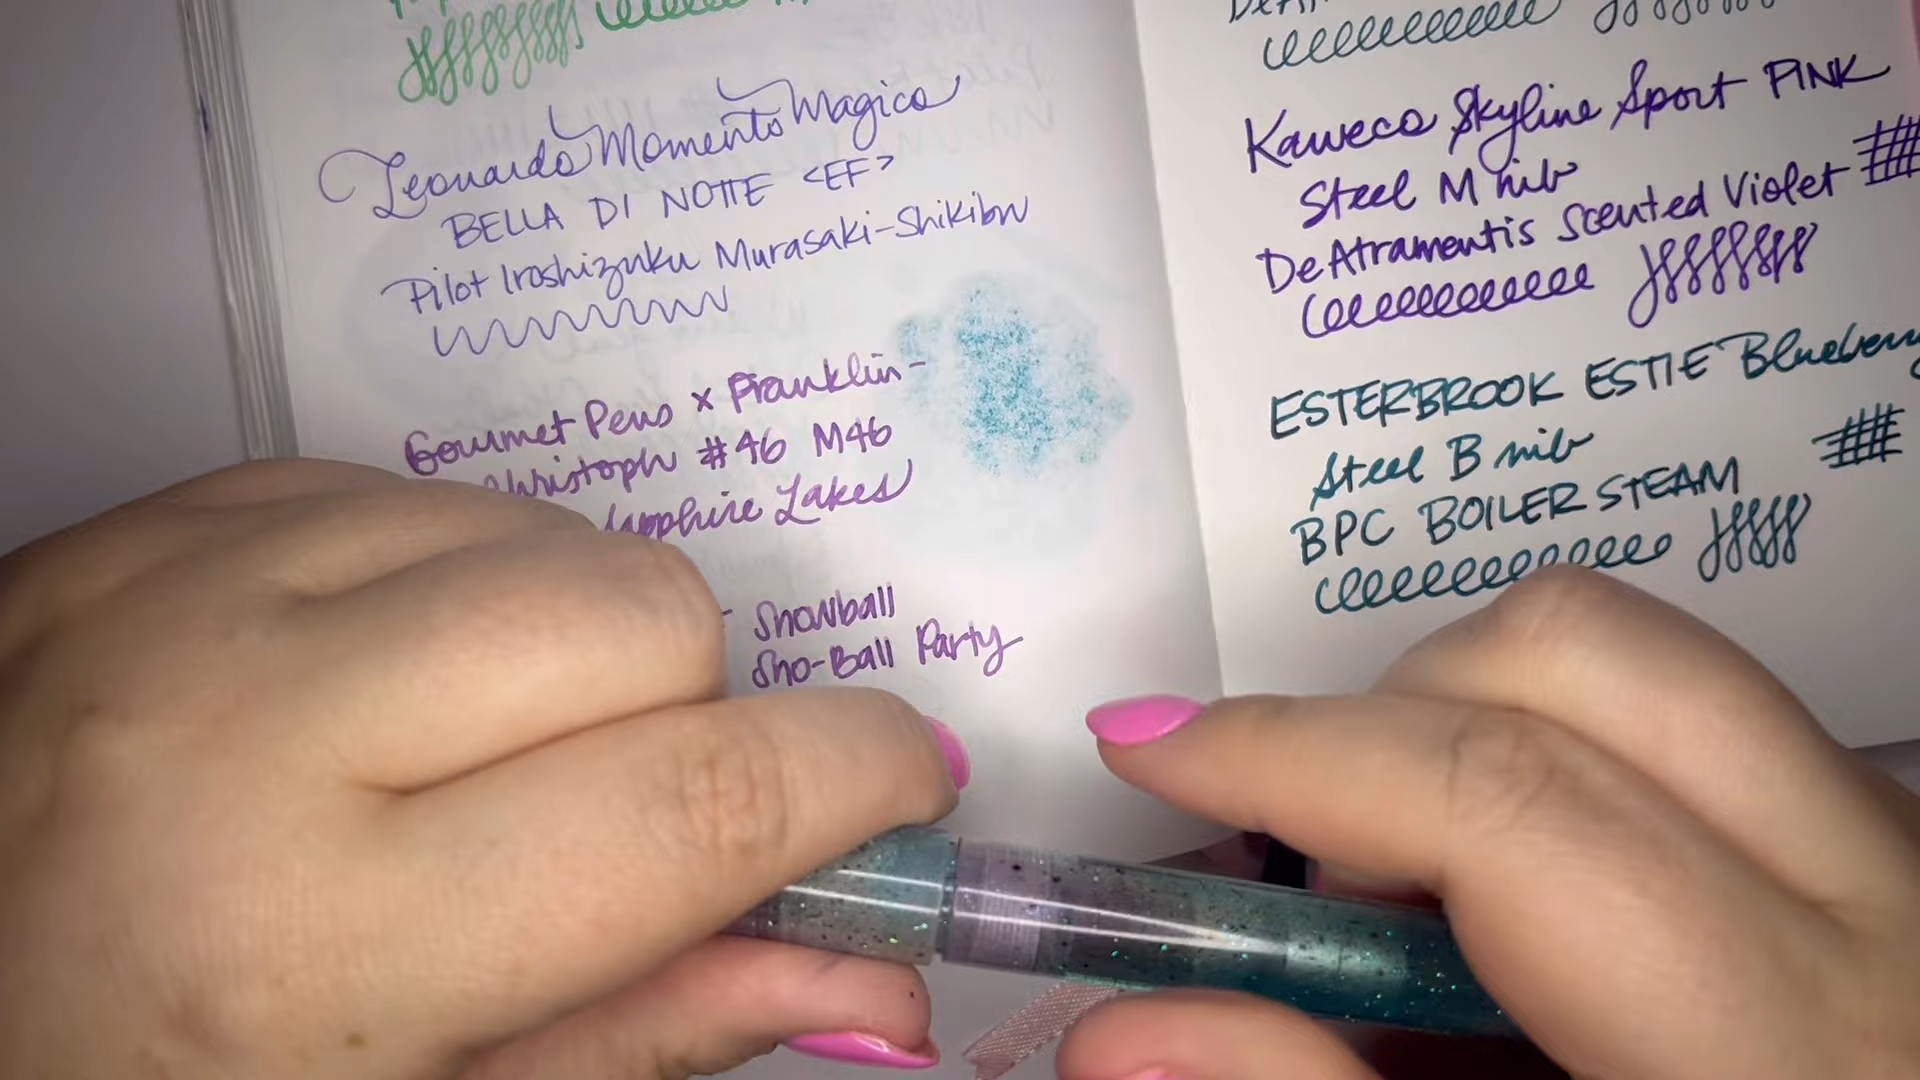 Leonardo Momento Magico
BELLA DI NOTTE <EF>
Pilot Iroshizuku Murasaki-Shikibu
Gourmet Pens x Franklin-
Christoph #46 M46
Sapphire Lakes
- Snowball
Sno-Ball Party
Kaweco Skyline Sport PINK
Steel M nib
DeAtramentis Scented Violet
ESTERBROOK ESTIE Blueberry
Steel B nib
BPC BOILER STEAM